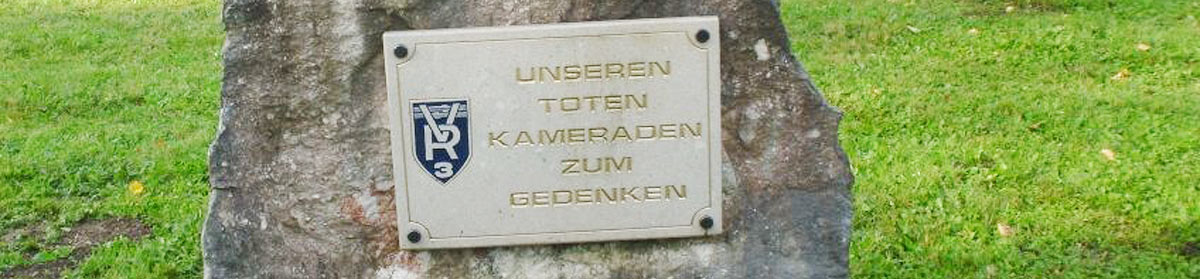 VR
3
UNSEREN
TOTEN
KAMERADEN
ZUM
GEDENKEN